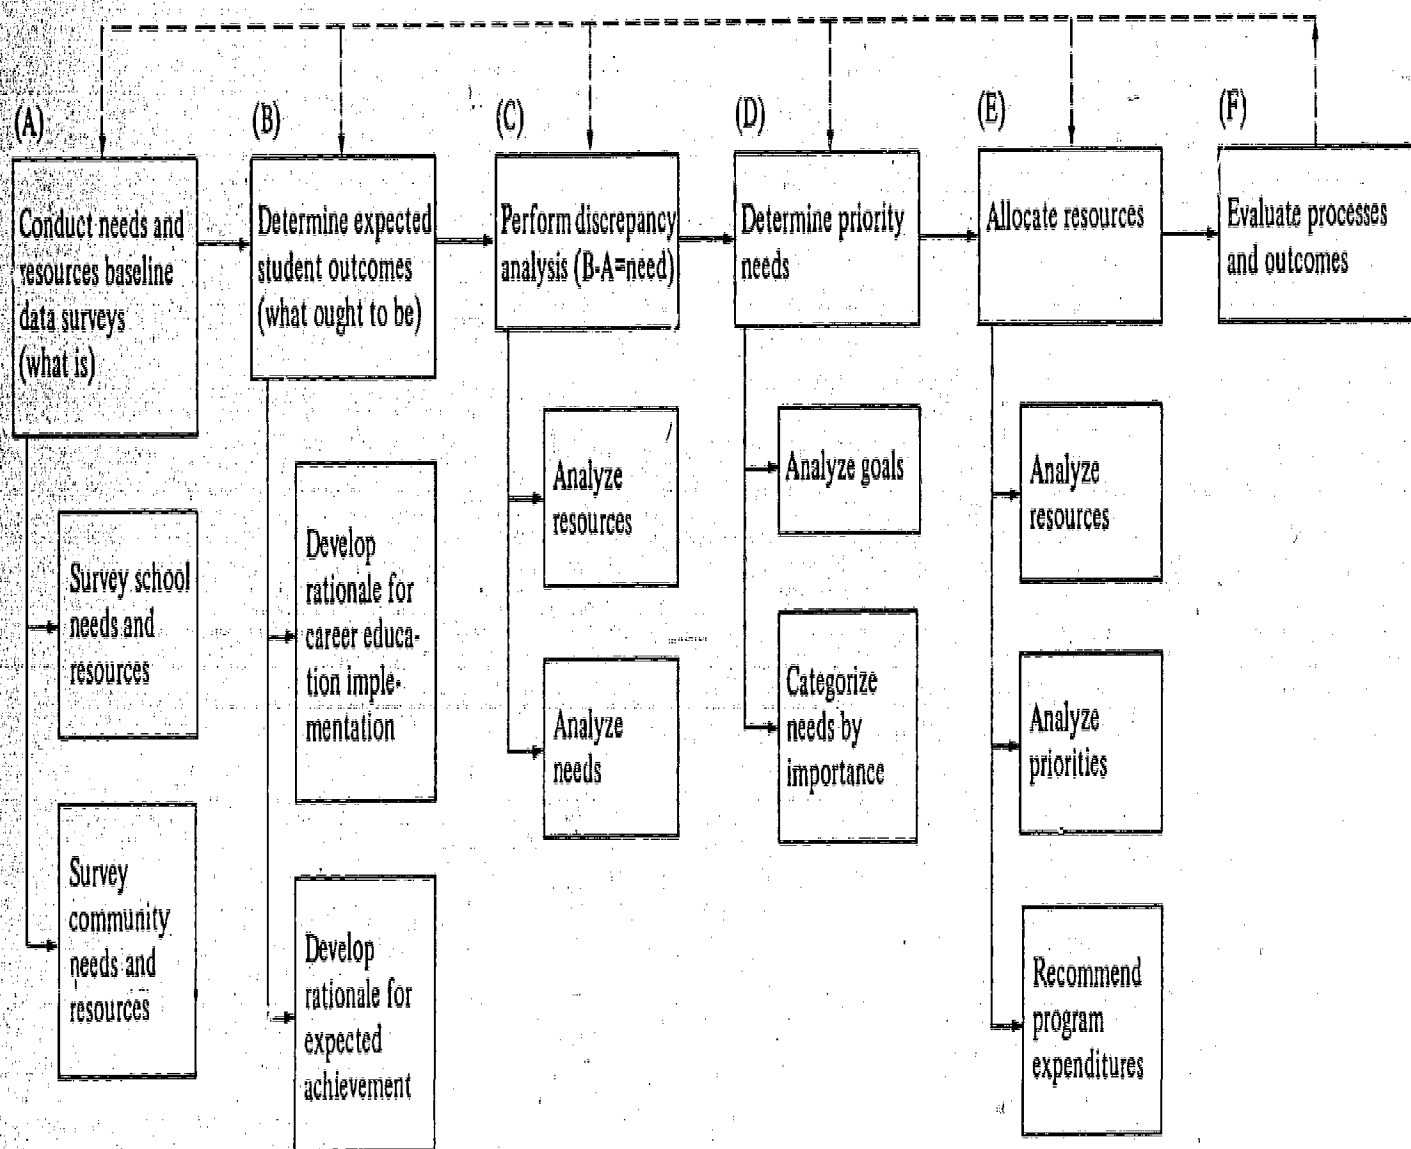 (A)
Conduct needs and
resources baseline
data surveys
(what is)
Survey school
needs and
resources
Survey
community
needs and
resources
(B)
Determine expected
student outcomes
(what ought to be)
Develop
rationale for
career educa-
tion imple-
mentation
Develop
rationale for
expected
achievement
(C)
Perform discrepancy
analysis (B-A=need)
Analyze
resources
Analyze
needs
(D)
Determine priority
needs
Analyze goals
Categorize
needs by
importance
(E)
Allocate resources
Analyze
resources
Analyze
priorities
Recommend
program
expenditures
(F)
Evaluate processes
and outcomes